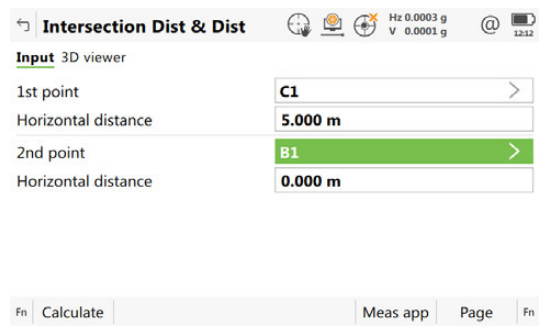 Intersection Dist & Dist Hz 0.0003 g
V 0.0001 g @ 12:12
Input 3D viewer
1st point C1
Horizontal distance 5.000 m
2nd point B1
Horizontal distance 0.000 m
Fn Calculate Meas app Page Fn